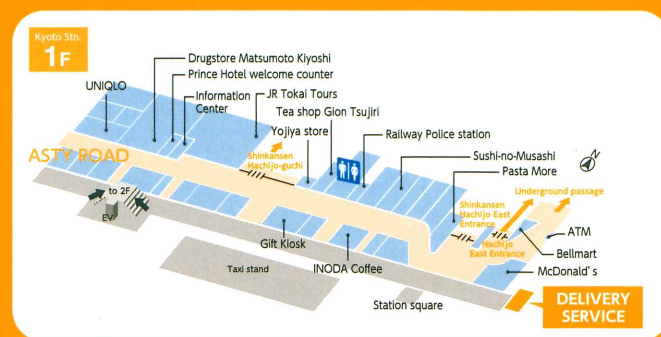 Kyoto Stn.
1F
Drugstore Matsumoto Kiyoshi
Prince Hotel welcome counter
UNIQLO
Information
Center
JR Tokai Tours
Tea shop Gion Tsujiri
Yojiya store
Railway Police station
Sushi-no-Musashi
Pasta More
ASTY ROAD
Shinkansen
Hachijo-guchi
N
Underground passage
Shinkansen
Hachijo East
Entrance
to 2F
EV
Hachijo
East Entrance
ATM
Bellmart
McDonald's
Gift Kiosk
INODA Coffee
Taxi stand
Station square
DELIVERY
SERVICE